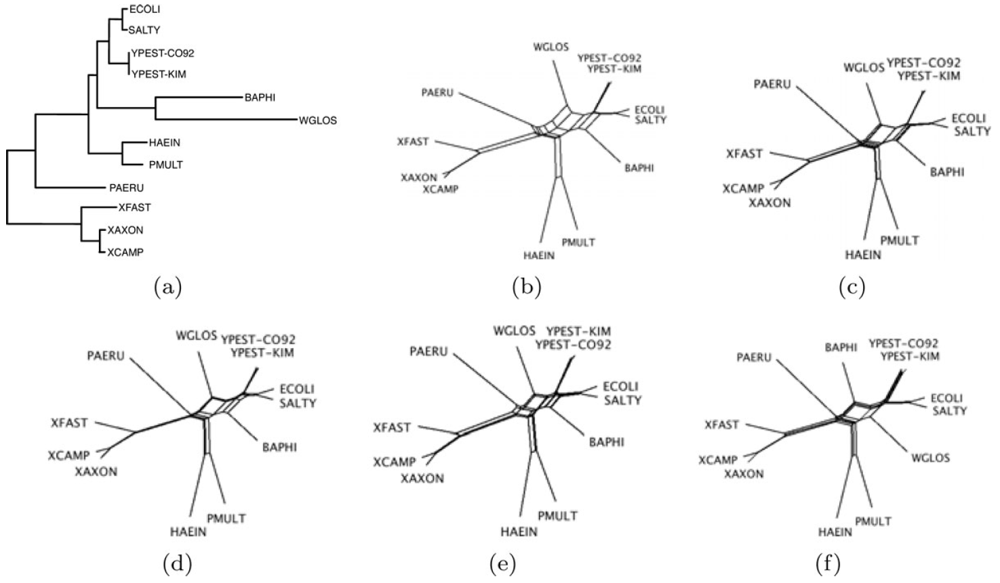 ECOLI
SALTY
YPEST-CO92
YPEST-KIM
BAPHI
WGLOS
HAEIN
PMULT
PAERU
XFAST
XAXON
XCAMP
(a)
WGLOS
YPEST-CO92
YPEST-KIM
PAERU
ECOLI
SALTY
XFAST
BAPHI
XAXON
XCAMP
PMULT
HAEIN
(b)
WGLOS
YPEST-CO92
YPEST-KIM
PAERU
ECOLI
SALTY
XFAST
BAPHI
XCAMP
XAXON
PMULT
HAEIN
(c)
WGLOS
YPEST-CO92
YPEST-KIM
PAERU
ECOLI
SALTY
XFAST
BAPHI
XCAMP
XAXON
PMULT
HAEIN
(d)
WGLOS
YPEST-KIM
YPEST-CO92
PAERU
ECOLI
SALTY
XFAST
BAPHI
XCAMP
XAXON
PMULT
HAEIN
(e)
BAPHI
YPEST-CO92
YPEST-KIM
PAERU
ECOLI
SALTY
XFAST
WGLOS
XCAMP
XAXON
PMULT
HAEIN
(f)